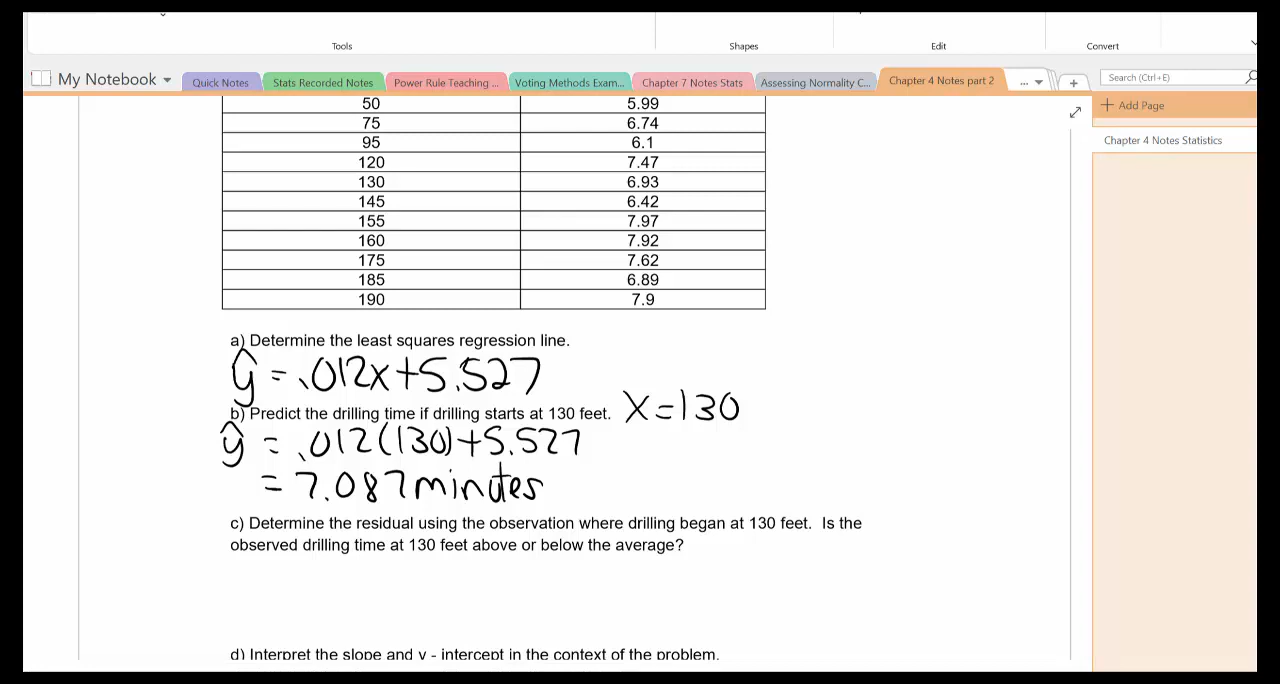 Tools Shapes Edit Convert
My Notebook Quick Notes Stats Recorded Notes Power Rule Teaching ... Voting Methods Exam... Chapter 7 Notes Stats Assessing Normality C... Chapter 4 Notes part 2 ... + Search (Ctrl+E)
+ Add Page
Chapter 4 Notes Statistics
50 5.99
75 6.74
95 6.1
120 7.47
130 6.93
145 6.42
155 7.97
160 7.92
175 7.62
185 6.89
190 7.9
a) Determine the least squares regression line.
ŷ = .012x+5.527
b) Predict the drilling time if drilling starts at 130 feet. x=130
ŷ = .012(130)+5.527
= 7.087 minutes
c) Determine the residual using the observation where drilling began at 130 feet. Is the
observed drilling time at 130 feet above or below the average?
d) Interpret the slope and y - intercept in the context of the problem.